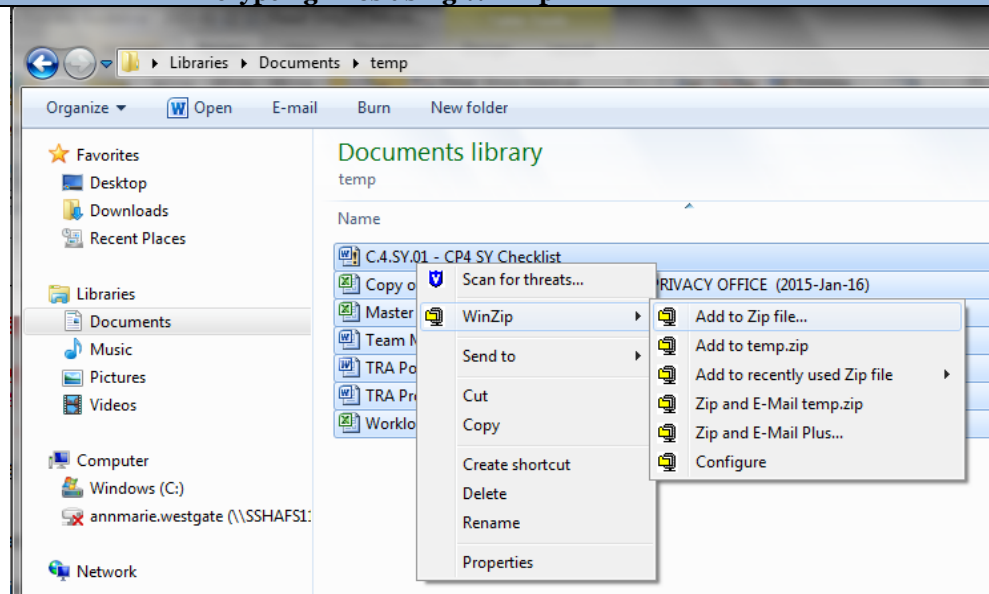 Libraries ▸ Documents ▸ temp
Organize ▾ Open E-mail Burn New folder
Favorites
Desktop
Downloads
Recent Places
Libraries
Documents
Music
Pictures
Videos
Computer
Windows (C:)
annmarie.westgate (\\SSHAFS1
Network
Documents library
temp
Name
C.4.SY.01 - CP4 SY Checklist
Copy o RIVACY OFFICE (2015-Jan-16)
Master
Team M
TRA Po
TRA Pr
Worklo
Scan for threats...
WinZip
Send to
Cut
Copy
Create shortcut
Delete
Rename
Properties
Add to Zip file...
Add to temp.zip
Add to recently used Zip file
Zip and E-Mail temp.zip
Zip and E-Mail Plus...
Configure